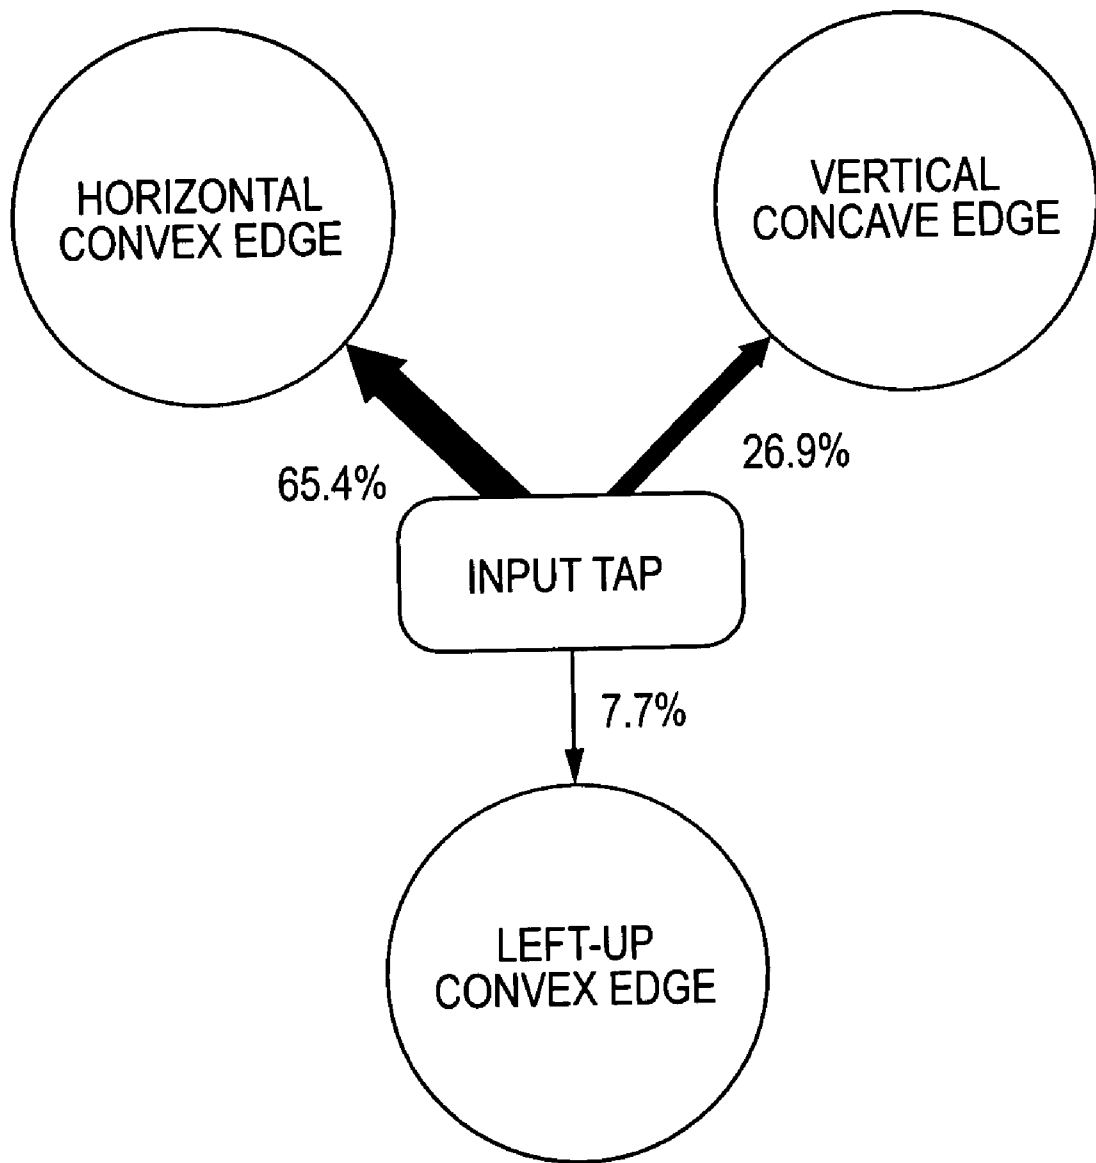 HORIZONTAL
CONVEX EDGE
VERTICAL
CONCAVE EDGE
65.4%
26.9%
INPUT TAP
7.7%
LEFT-UP
CONVEX EDGE